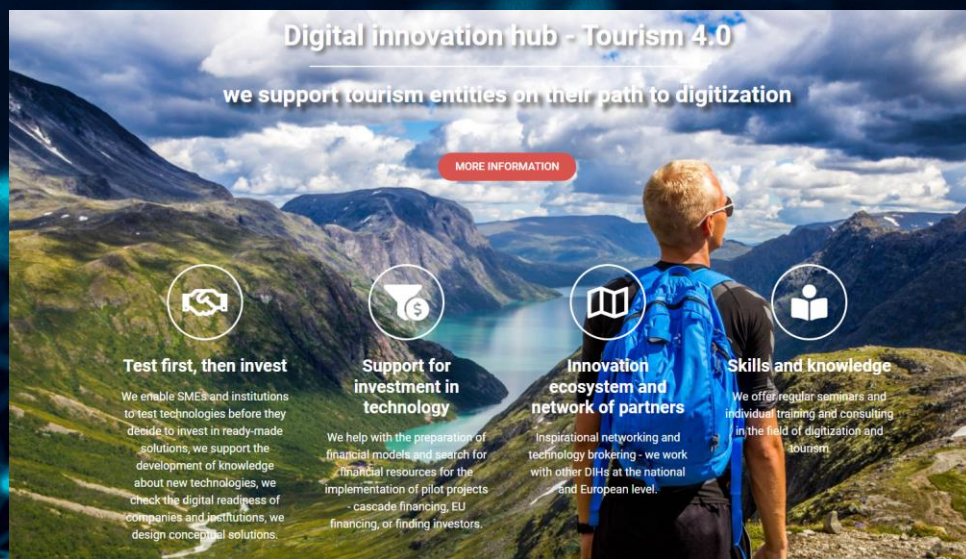 Digital innovation hub - Tourism 4.0
we support tourism entities on their path to digitization
MORE INFORMATION
Test first, then invest
We enable SMEs and institutions
to test technologies before they
decide to invest in ready-made
solutions, we support the
development of knowledge
about new technologies, we
check the digital readiness of
companies and institutions, we
design conceptual solutions.
Support for
investment in
technology
We help with the preparation of
financial models and search for
financial resources for the
implementation of pilot projects
- cascade financing, EU
financing, or finding investors.
Innovation
ecosystem and
network of partners
Inspirational networking and
technology brokering - we work
with other DIHs at the national
and European level.
Skills and knowledge
We offer regular seminars and
individual training and consulting
in the field of digitization and
tourism